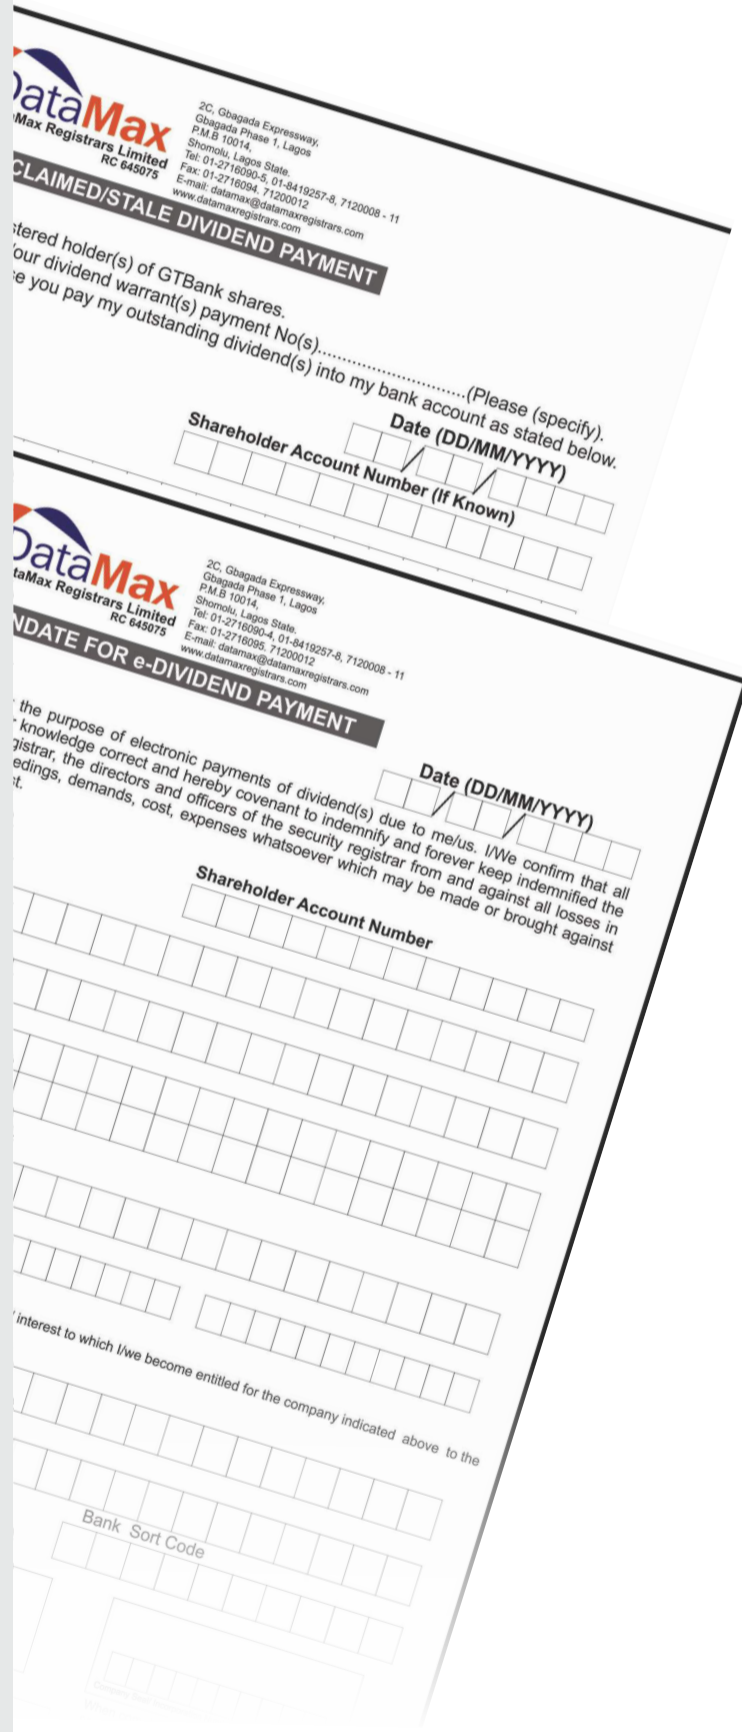 DataMax
aMax Registrars Limited
RC 645075
2C, Gbagada Expressway,
Gbagada Phase 1, Lagos
P.M.B 10014,
Shomolu, Lagos State.
Tel: 01-2716090-5, 01-8419257-8, 7120008 - 11
Fax: 01-2716094, 71200012
E-mail: datamax@datamaxregistrars.com
www.datamaxregistrars.com
CLAIMED/STALE DIVIDEND PAYMENT
stered holder(s) of GTBank shares.
our dividend warrant(s) payment No(s)............................(Please (specify).
e you pay my outstanding dividend(s) into my bank account as stated below.
Date (DD/MM/YYYY)
/ /
Shareholder Account Number (If Known)
DataMax
taMax Registrars Limited
RC 645075
2C, Gbagada Expressway,
Gbagada Phase 1, Lagos
P.M.B 10014,
Shomolu, Lagos State.
Tel: 01-2716090-4, 01-8419257-8, 7120008 - 11
Fax: 01-2716095, 71200012
E-mail: datamax@datamaxregistrars.com
www.datamaxregistrars.com
NDATE FOR e-DIVIDEND PAYMENT
Date (DD/MM/YYYY)
/ /
the purpose of electronic payments of dividend(s) due to me/us. I/We confirm that all
knowledge correct and hereby covenant to indemnify and forever keep indemnified the
gistrar, the directors and officers of the security registrar from and against all losses in
edings, demands, cost, expenses whatsoever which may be made or brought against
st.
Shareholder Account Number
interest to which I/we become entitled for the company indicated above to the
Bank Sort Code